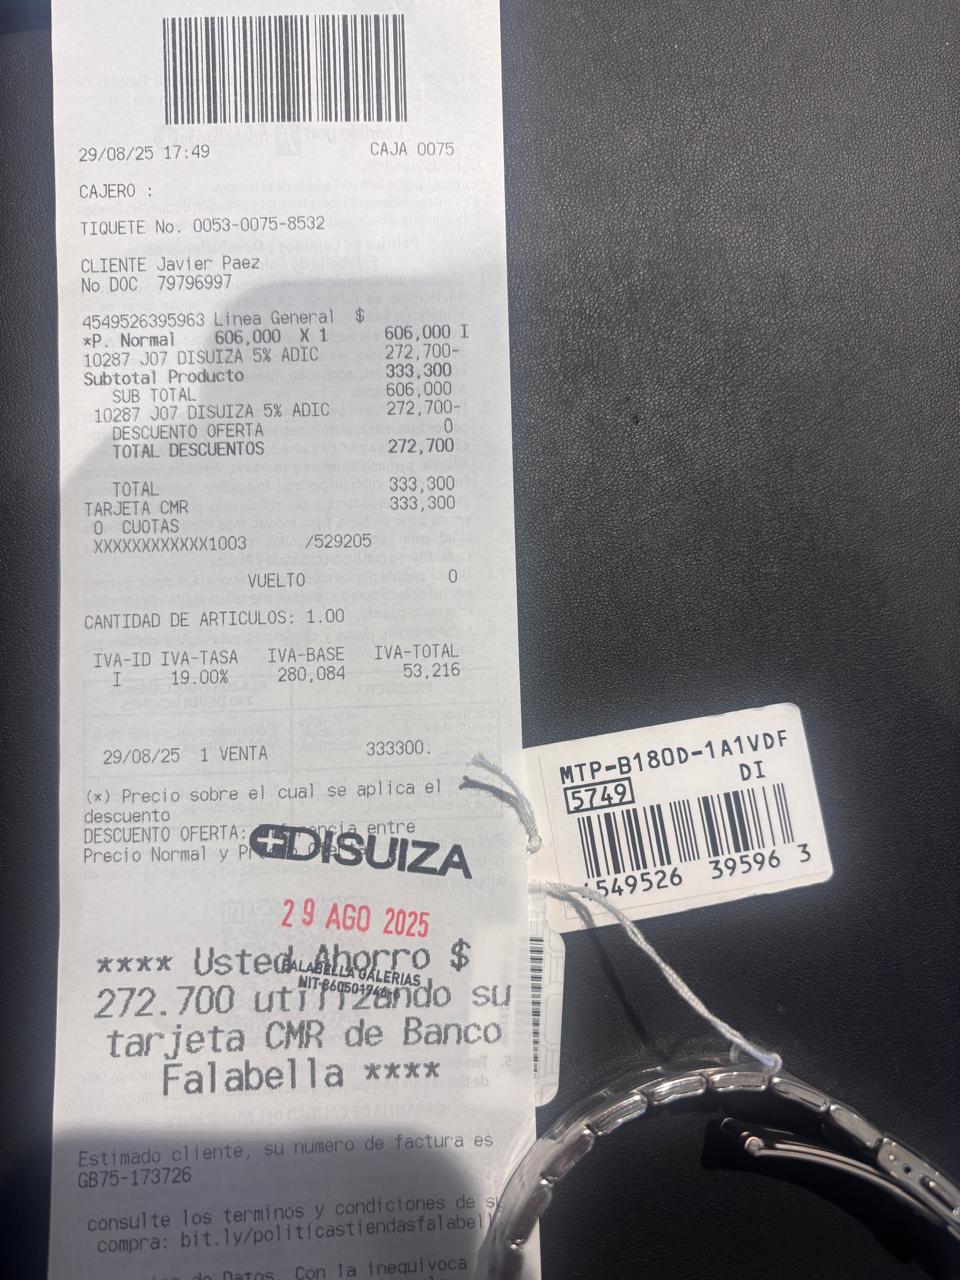 29/08/25 17:49 CAJA 0075
CAJERO :
TIQUETE No. 0053-0075-8532
CLIENTE Javier Paez
No DOC 79796997
4549526395963 Linea General $
*P. Normal 606,000 X 1 606,000 I
10287 J07 DISUIZA 5% ADIC 272,700-
Subtotal Producto 333,300
SUB TOTAL 606,000
10287 J07 DISUIZA 5% ADIC 272,700-
DESCUENTO OFERTA 0
TOTAL DESCUENTOS 272,700
TOTAL 333,300
TARJETA CMR 333,300
0 CUOTAS
XXXXXXXXXXXX1003 /529205
VUELTO 0
CANTIDAD DE ARTICULOS: 1.00
IVA-ID IVA-TASA IVA-BASE IVA-TOTAL
I 19.00% 280,084 53,216
29/08/25 1 VENTA 333300.
(*) Precio sobre el cual se aplica el
descuento
DESCUENTO OFERTA: entre
Precio Normal y
DISUIZA
29 AGO 2025
FALABELLA GALERIAS
**** Usted Ahorro $
272.700 utilizando su
tarjeta CMR de Banco
Falabella ****
Estimado cliente, su numero de factura es
GB75-173726
consulte los terminos y condiciones de
compra: bit.ly/politicastiendasfalabel
de Datos. Con la inequivoca
MTP-B180D-1A1VDF
DI
5749
549526 39596 3